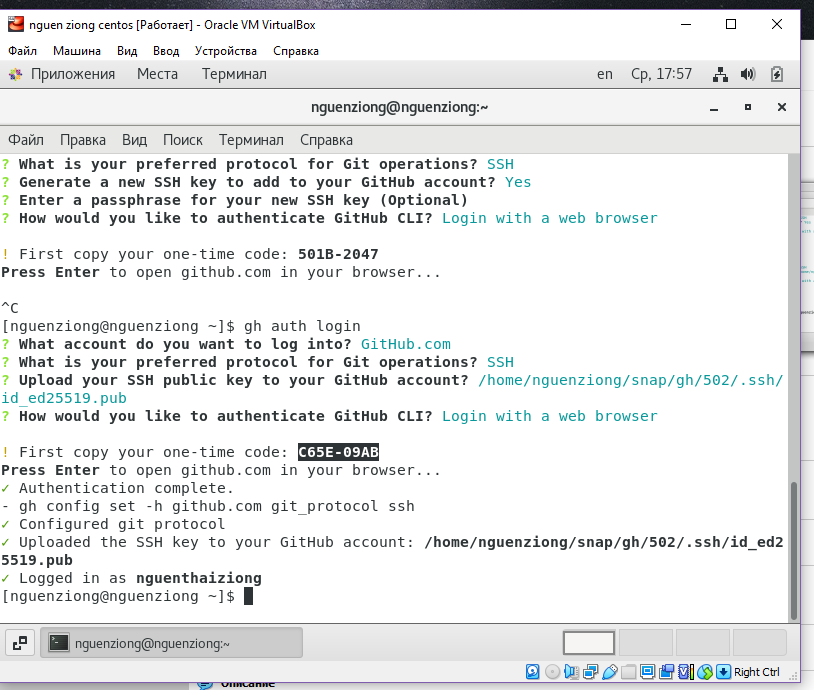 nguen ziong centos [Работает] - Oracle VM VirtualBox
Файл Машина Вид Ввод Устройства Справка
Приложения Места Терминал en Ср, 17:57
nguenziong@nguenziong:~
Файл Правка Вид Поиск Терминал Справка
? What is your preferred protocol for Git operations? SSH
? Generate a new SSH key to add to your GitHub account? Yes
? Enter a passphrase for your new SSH key (Optional)
? How would you like to authenticate GitHub CLI? Login with a web browser
! First copy your one-time code: 501B-2047
Press Enter to open github.com in your browser...
^C
[nguenziong@nguenziong ~]$ gh auth login
? What account do you want to log into? GitHub.com
? What is your preferred protocol for Git operations? SSH
? Upload your SSH public key to your GitHub account? /home/nguenziong/snap/gh/502/.ssh/
id_ed25519.pub
? How would you like to authenticate GitHub CLI? Login with a web browser
! First copy your one-time code: C65E-09AB
Press Enter to open github.com in your browser...
✓ Authentication complete.
- gh config set -h github.com git_protocol ssh
✓ Configured git protocol
✓ Uploaded the SSH key to your GitHub account: /home/nguenziong/snap/gh/502/.ssh/id_ed2
5519.pub
✓ Logged in as nguenthaiziong
[nguenziong@nguenziong ~]$
nguenziong@nguenziong:~
Right Ctrl
Описание